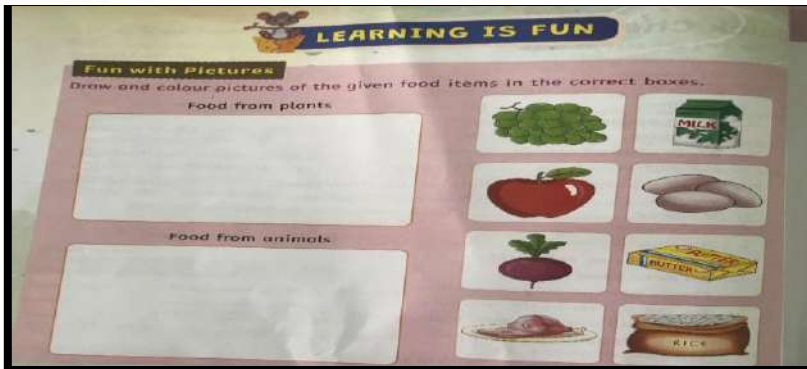 LEARNING IS FUN
Fun with Pictures
Draw and colour pictures of the given food items in the correct boxes.
Food from plants
MILK
Food from animals
BUTTER
RICE